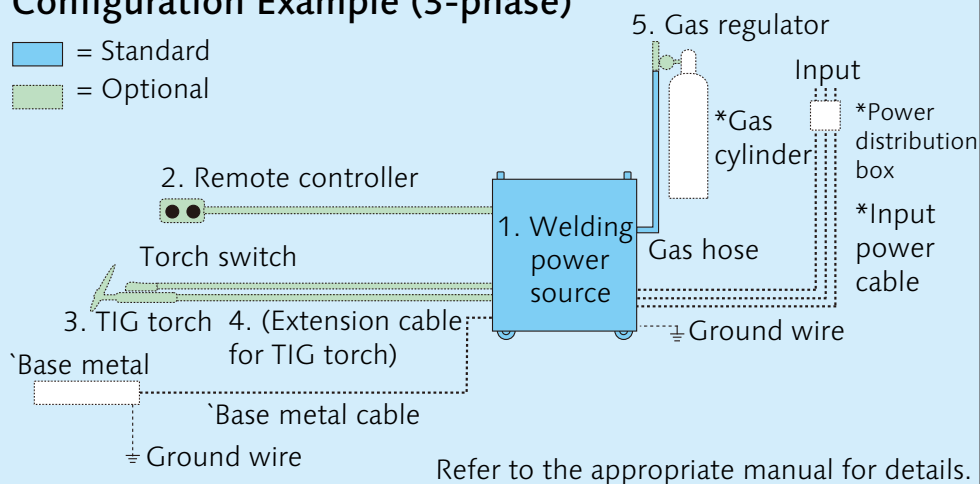 Configuration Example (3-phase)
= Standard
= Optional
5. Gas regulator
Input
*Gas
cylinder
*Power
distribution
box
*Input
power
cable
2. Remote controller
1. Welding
power
source
Gas hose
Torch switch
3. TIG torch
4. (Extension cable
for TIG torch)
Ground wire
`Base metal
`Base metal cable
Ground wire
Refer to the appropriate manual for details.